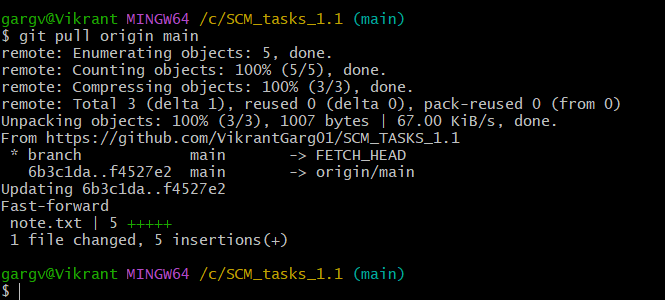 gargv@Vikrant MINGW64 /c/SCM_tasks_1.1 (main)
$ git pull origin main
remote: Enumerating objects: 5, done.
remote: Counting objects: 100% (5/5), done.
remote: Compressing objects: 100% (3/3), done.
remote: Total 3 (delta 1), reused 0 (delta 0), pack-reused 0 (from 0)
Unpacking objects: 100% (3/3), 1007 bytes | 67.00 KiB/s, done.
From https://github.com/VikrantGarg01/SCM_TASKS_1.1
 * branch            main       -> FETCH_HEAD
   6b3c1da..f4527e2  main       -> origin/main
Updating 6b3c1da..f4527e2
Fast-forward
 note.txt | 5 +++++
 1 file changed, 5 insertions(+)
gargv@Vikrant MINGW64 /c/SCM_tasks_1.1 (main)
$